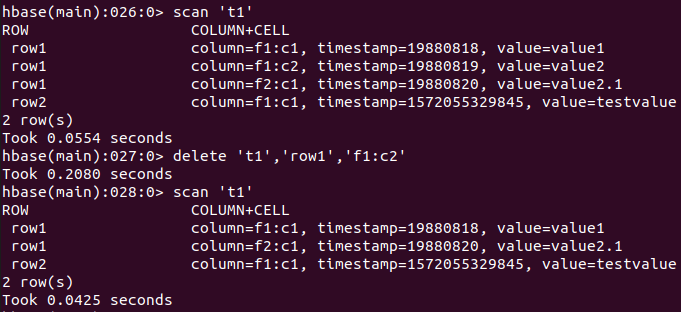 hbase(main):026:0> scan 't1'
ROW                   COLUMN+CELL
 row1                 column=f1:c1, timestamp=19880818, value=value1
 row1                 column=f1:c2, timestamp=19880819, value=value2
 row1                 column=f2:c1, timestamp=19880820, value=value2.1
 row2                 column=f1:c1, timestamp=1572055329845, value=testvalue
2 row(s)
Took 0.0554 seconds
hbase(main):027:0> delete 't1','row1','f1:c2'
Took 0.2080 seconds
hbase(main):028:0> scan 't1'
ROW                   COLUMN+CELL
 row1                 column=f1:c1, timestamp=19880818, value=value1
 row1                 column=f2:c1, timestamp=19880820, value=value2.1
 row2                 column=f1:c1, timestamp=1572055329845, value=testvalue
2 row(s)
Took 0.0425 seconds